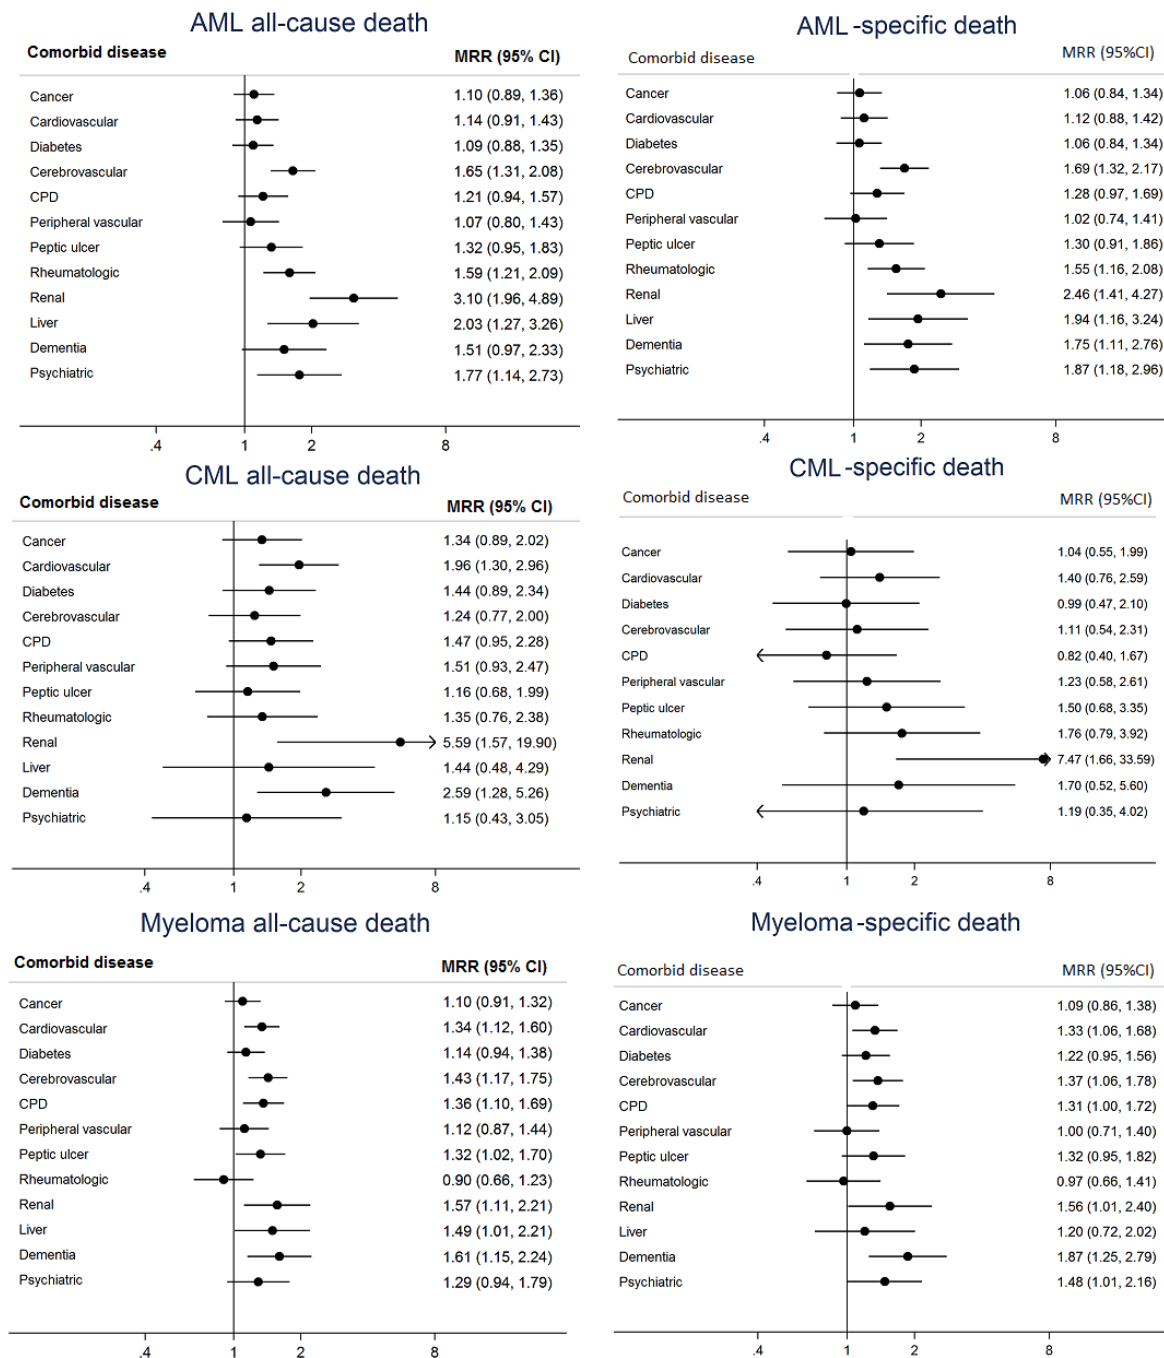 AML all-cause death
Comorbid disease MRR (95% CI)
Cancer 1.10 (0.89, 1.36)
Cardiovascular 1.14 (0.91, 1.43)
Diabetes 1.09 (0.88, 1.35)
Cerebrovascular 1.65 (1.31, 2.08)
CPD 1.21 (0.94, 1.57)
Peripheral vascular 1.07 (0.80, 1.43)
Peptic ulcer 1.32 (0.95, 1.83)
Rheumatologic 1.59 (1.21, 2.09)
Renal 3.10 (1.96, 4.89)
Liver 2.03 (1.27, 3.26)
Dementia 1.51 (0.97, 2.33)
Psychiatric 1.77 (1.14, 2.73)
.4 1 2 8
AML-specific death
Comorbid disease MRR (95%CI)
Cancer 1.06 (0.84, 1.34)
Cardiovascular 1.12 (0.88, 1.42)
Diabetes 1.06 (0.84, 1.34)
Cerebrovascular 1.69 (1.32, 2.17)
CPD 1.28 (0.97, 1.69)
Peripheral vascular 1.02 (0.74, 1.41)
Peptic ulcer 1.30 (0.91, 1.86)
Rheumatologic 1.55 (1.16, 2.08)
Renal 2.46 (1.41, 4.27)
Liver 1.94 (1.16, 3.24)
Dementia 1.75 (1.11, 2.76)
Psychiatric 1.87 (1.18, 2.96)
.4 1 2 8
CML all-cause death
Comorbid disease MRR (95% CI)
Cancer 1.34 (0.89, 2.02)
Cardiovascular 1.96 (1.30, 2.96)
Diabetes 1.44 (0.89, 2.34)
Cerebrovascular 1.24 (0.77, 2.00)
CPD 1.47 (0.95, 2.28)
Peripheral vascular 1.51 (0.93, 2.47)
Peptic ulcer 1.16 (0.68, 1.99)
Rheumatologic 1.35 (0.76, 2.38)
Renal 5.59 (1.57, 19.90)
Liver 1.44 (0.48, 4.29)
Dementia 2.59 (1.28, 5.26)
Psychiatric 1.15 (0.43, 3.05)
.4 1 2 8
CML-specific death
Comorbid disease MRR (95%CI)
Cancer 1.04 (0.55, 1.99)
Cardiovascular 1.40 (0.76, 2.59)
Diabetes 0.99 (0.47, 2.10)
Cerebrovascular 1.11 (0.54, 2.31)
CPD 0.82 (0.40, 1.67)
Peripheral vascular 1.23 (0.58, 2.61)
Peptic ulcer 1.50 (0.68, 3.35)
Rheumatologic 1.76 (0.79, 3.92)
Renal 7.47 (1.66, 33.59)
Dementia 1.70 (0.52, 5.60)
Psychiatric 1.19 (0.35, 4.02)
.4 1 2 8
Myeloma all-cause death
Comorbid disease MRR (95% CI)
Cancer 1.10 (0.91, 1.32)
Cardiovascular 1.34 (1.12, 1.60)
Diabetes 1.14 (0.94, 1.38)
Cerebrovascular 1.43 (1.17, 1.75)
CPD 1.36 (1.10, 1.69)
Peripheral vascular 1.12 (0.87, 1.44)
Peptic ulcer 1.32 (1.02, 1.70)
Rheumatologic 0.90 (0.66, 1.23)
Renal 1.57 (1.11, 2.21)
Liver 1.49 (1.01, 2.21)
Dementia 1.61 (1.15, 2.24)
Psychiatric 1.29 (0.94, 1.79)
.4 1 2 8
Myeloma-specific death
Comorbid disease MRR (95%CI)
Cancer 1.09 (0.86, 1.38)
Cardiovascular 1.33 (1.06, 1.68)
Diabetes 1.22 (0.95, 1.56)
Cerebrovascular 1.37 (1.06, 1.78)
CPD 1.31 (1.00, 1.72)
Peripheral vascular 1.00 (0.71, 1.40)
Peptic ulcer 1.32 (0.95, 1.82)
Rheumatologic 0.97 (0.66, 1.41)
Renal 1.56 (1.01, 2.40)
Liver 1.20 (0.72, 2.02)
Dementia 1.87 (1.25, 2.79)
Psychiatric 1.48 (1.01, 2.16)
.4 1 2 8